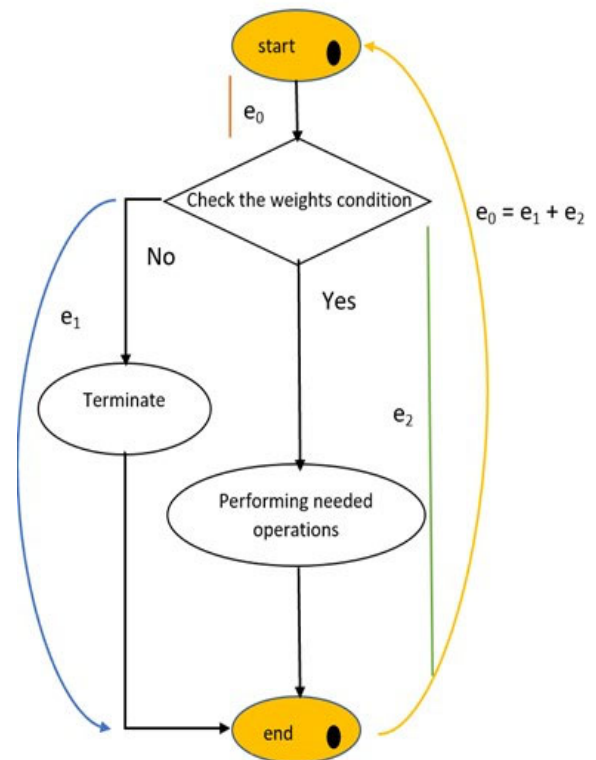 start
e₀
Check the weights condition
e₀ = e₁ + e₂
No
Yes
e₁
Terminate
e₂
Performing needed
operations
end